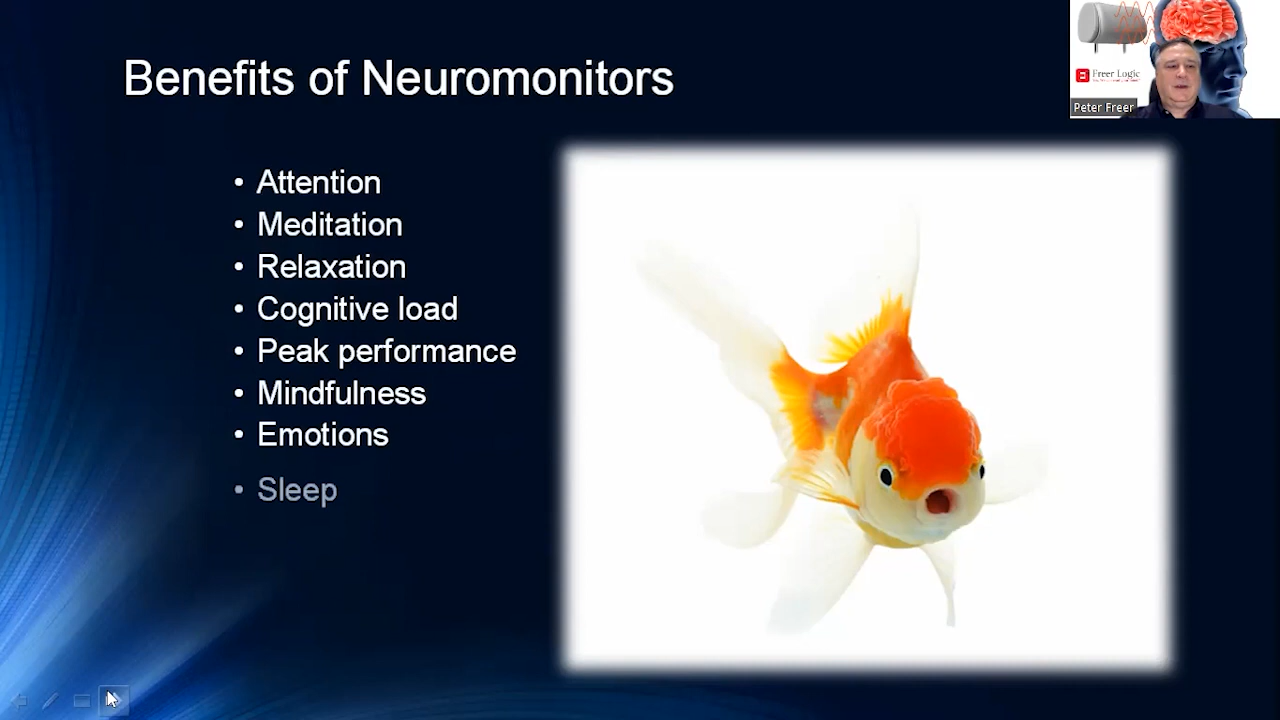 Benefits of Neuromonitors
Freer Logic
Peter Freer
• Attention
• Meditation
• Relaxation
• Cognitive load
• Peak performance
• Mindfulness
• Emotions
• Sleep